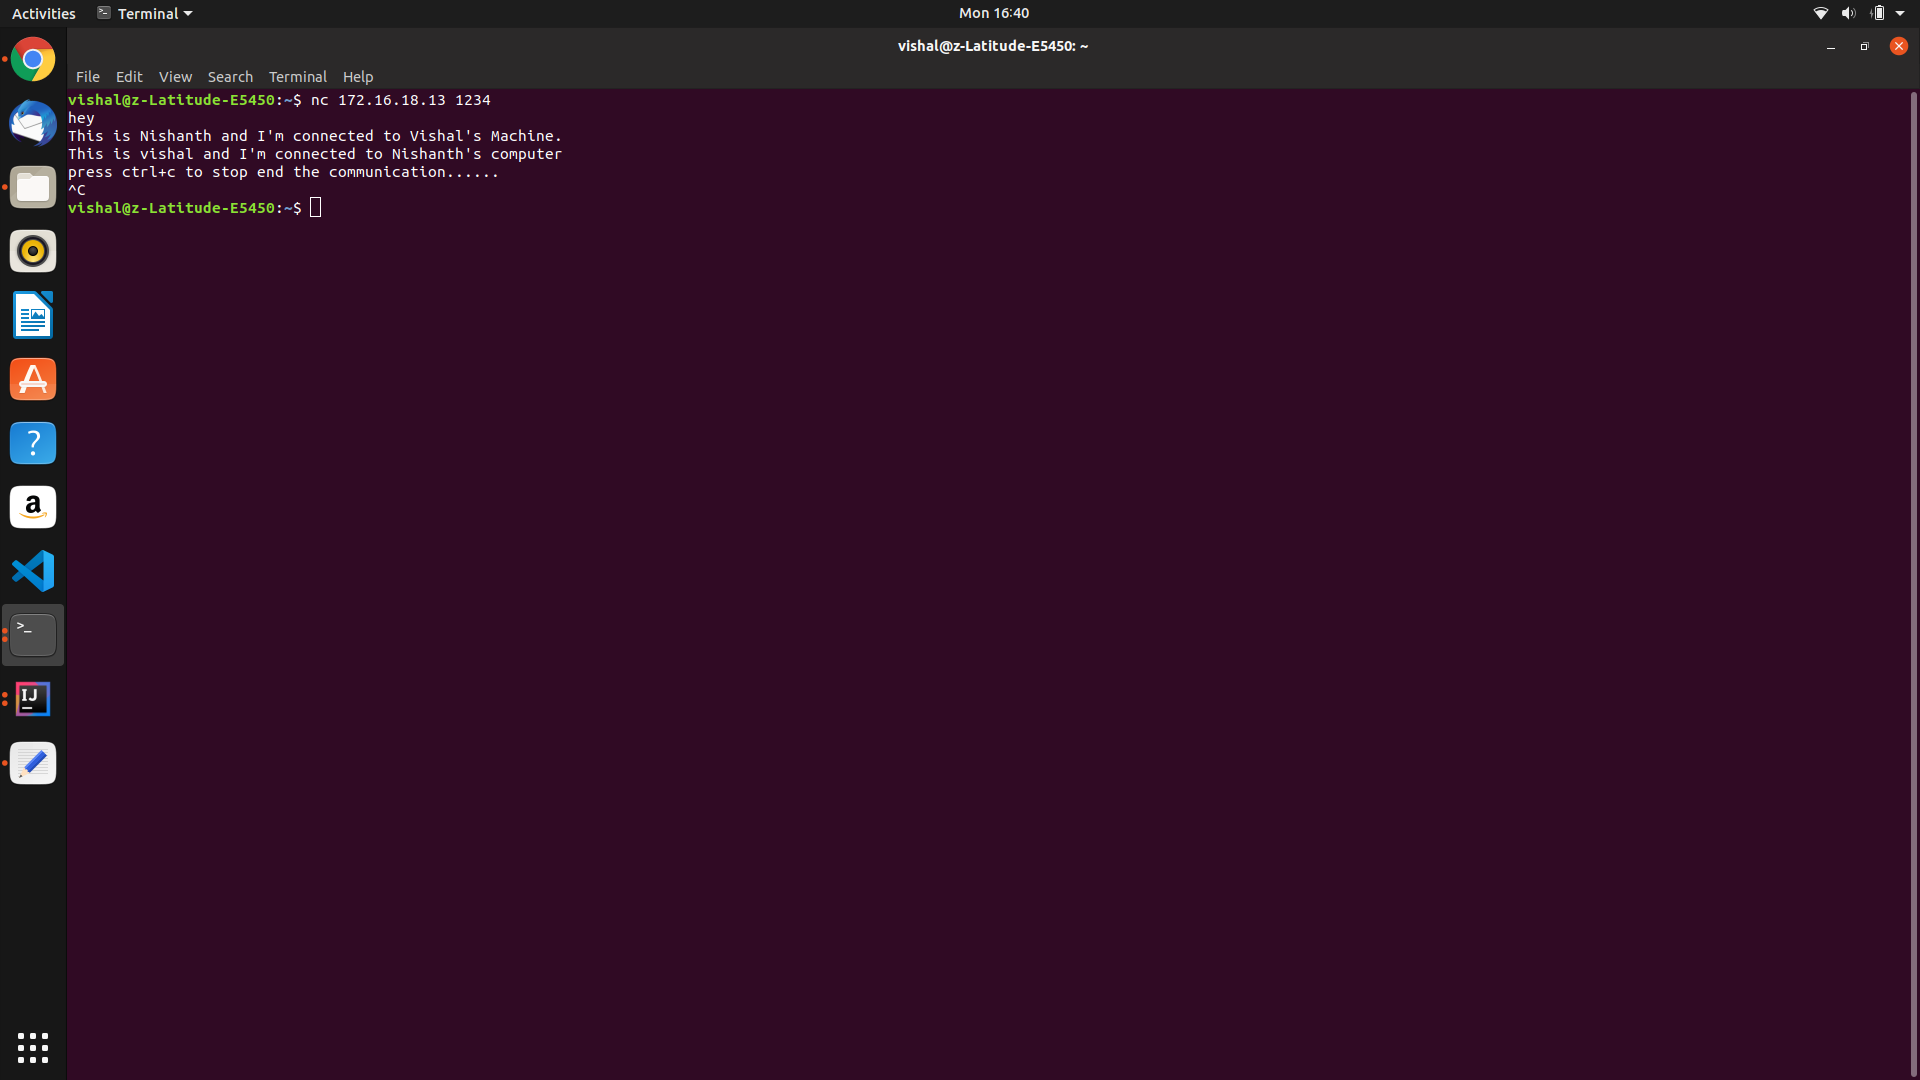 Activities Terminal Mon 16:40
vishal@z-Latitude-E5450: ~
File Edit View Search Terminal Help
vishal@z-Latitude-E5450:~$ nc 172.16.18.13 1234
hey
This is Nishanth and I'm connected to Vishal's Machine.
This is vishal and I'm connected to Nishanth's computer
press ctrl+c to stop end the communication......
^C
vishal@z-Latitude-E5450:~$
?
a
>_
IJ